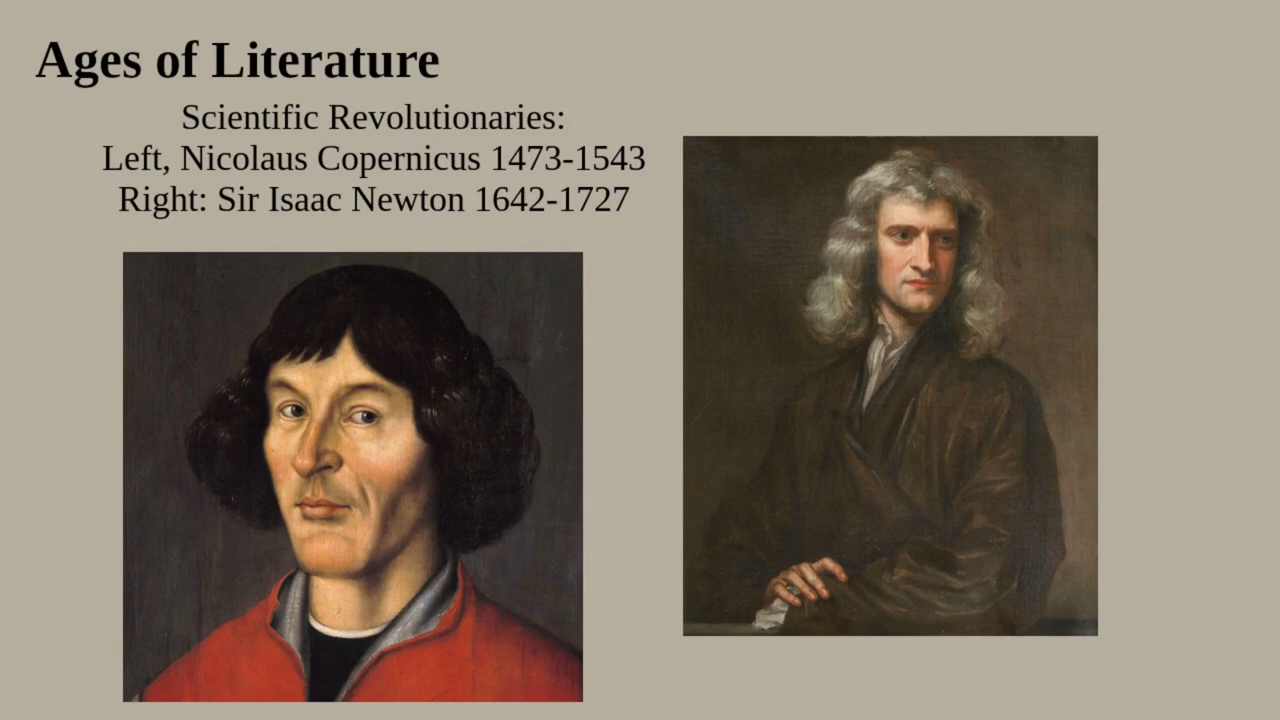 Ages of Literature
Scientific Revolutionaries:
Left, Nicolaus Copernicus 1473-1543
Right: Sir Isaac Newton 1642-1727